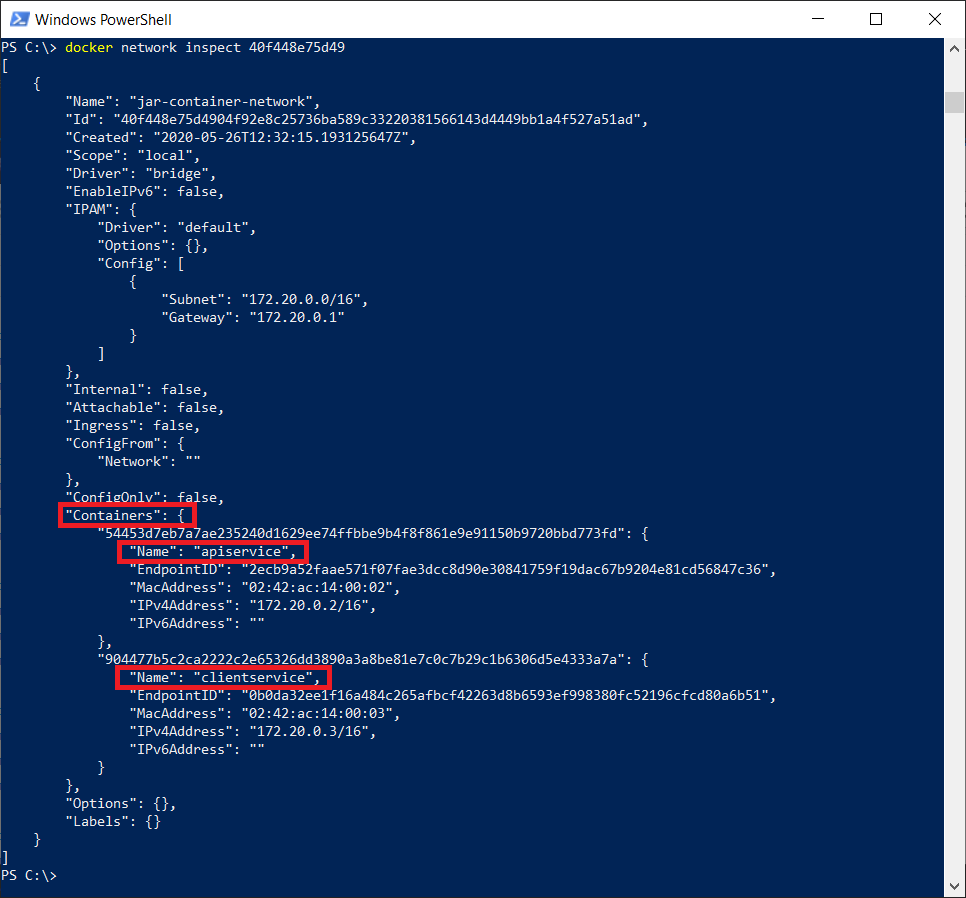 Windows PowerShell
PS C:\> docker network inspect 40f448e75d49
[
    {
        "Name": "jar-container-network",
        "Id": "40f448e75d4904f92e8c25736ba589c33220381566143d4449bb1a4f527a51ad",
        "Created": "2020-05-26T12:32:15.193125647Z",
        "Scope": "local",
        "Driver": "bridge",
        "EnableIPv6": false,
        "IPAM": {
            "Driver": "default",
            "Options": {},
            "Config": [
                {
                    "Subnet": "172.20.0.0/16",
                    "Gateway": "172.20.0.1"
                }
            ]
        },
        "Internal": false,
        "Attachable": false,
        "Ingress": false,
        "ConfigFrom": {
            "Network": ""
        },
        "ConfigOnly": false,
        "Containers": {
            "54453d7eb7a7ae235240d1629ee74ffbbe9b4f8f861e9e91150b9720bbd773fd": {
                "Name": "apiservice",
                "EndpointID": "2ecb9a52faae571f07fae3dcc8d90e30841759f19dac67b9204e81cd56847c36",
                "MacAddress": "02:42:ac:14:00:02",
                "IPv4Address": "172.20.0.2/16",
                "IPv6Address": ""
            },
            "904477b5c2ca2222c2e65326dd3890a3a8be81e7c0c7b29c1b6306d5e4333a7a": {
                "Name": "clientservice",
                "EndpointID": "0b0da32ee1f16a484c265afbcf42263d8b6593ef998380fc52196cfcd80a6b51",
                "MacAddress": "02:42:ac:14:00:03",
                "IPv4Address": "172.20.0.3/16",
                "IPv6Address": ""
            }
        },
        "Options": {},
        "Labels": {}
    }
]
PS C:\>